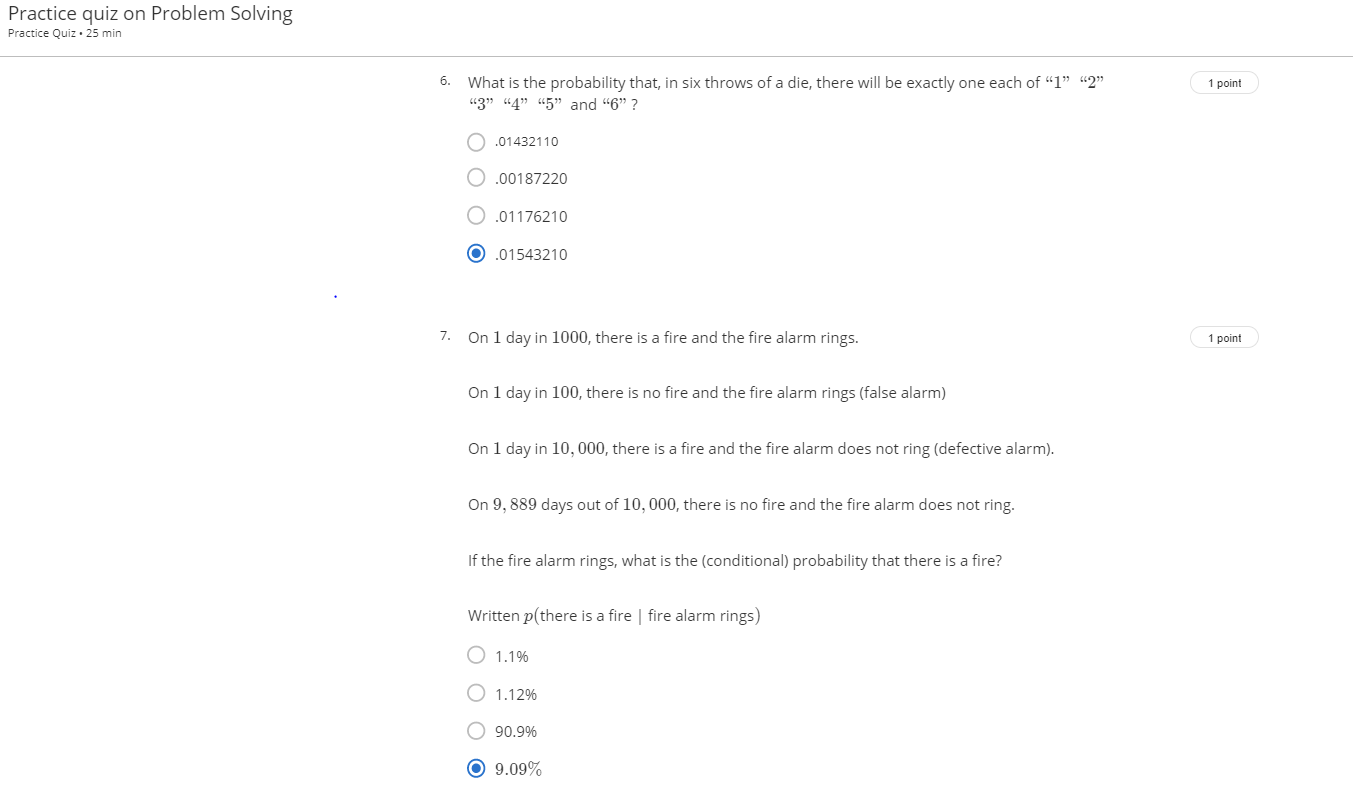 Practice quiz on Problem Solving
Practice Quiz • 25 min
6. What is the probability that, in six throws of a die, there will be exactly one each of “1” “2”
1 point
“3” “4” “5” and “6” ?
.01432110
.00187220
.01176210
.01543210
7. On 1 day in 1000, there is a fire and the fire alarm rings.
1 point
On 1 day in 100, there is no fire and the fire alarm rings (false alarm)
On 1 day in 10, 000, there is a fire and the fire alarm does not ring (defective alarm).
On 9, 889 days out of 10, 000, there is no fire and the fire alarm does not ring.
If the fire alarm rings, what is the (conditional) probability that there is a fire?
Written p(there is a fire | fire alarm rings)
1.1%
1.12%
90.9%
9.09%